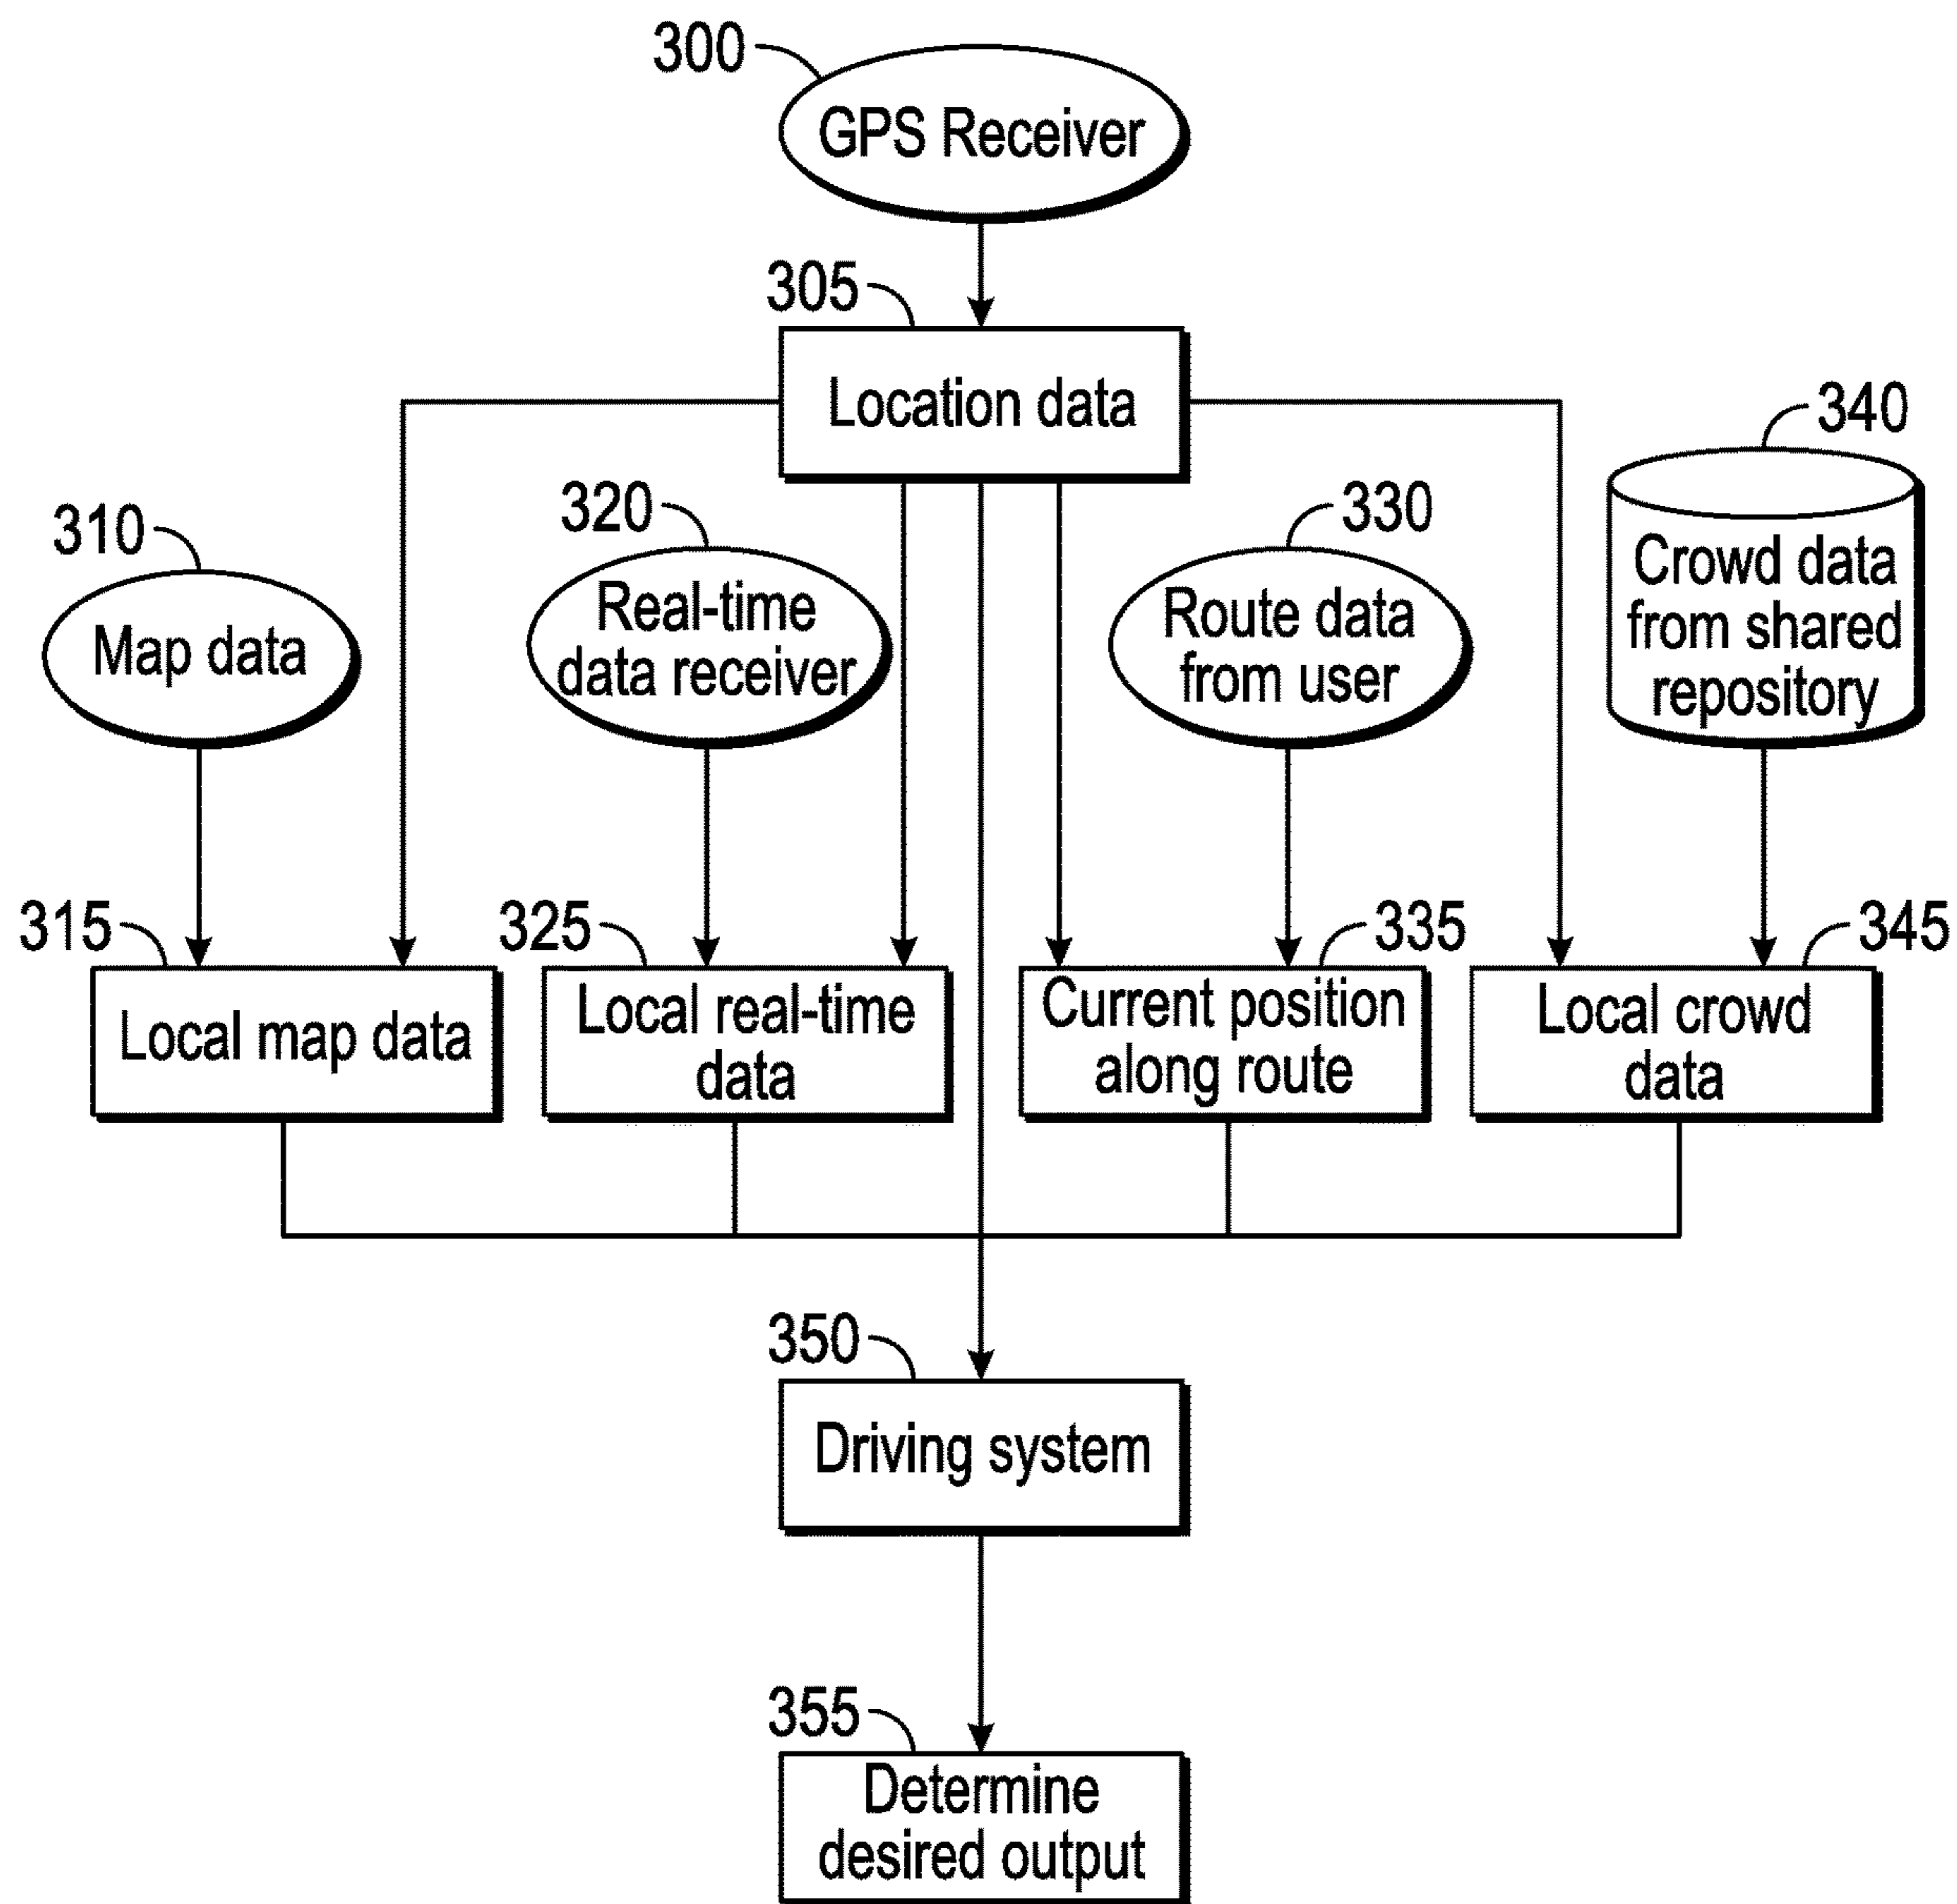 300
GPS Receiver
305
Location data
340
310
320
330
Map data
Real-time
data receiver
Route data
from user
Crowd data
from shared
repository
315
325
335
345
Local map data
Local real-time
data
Current position
along route
Local crowd
data
350
Driving system
355
Determine
desired output